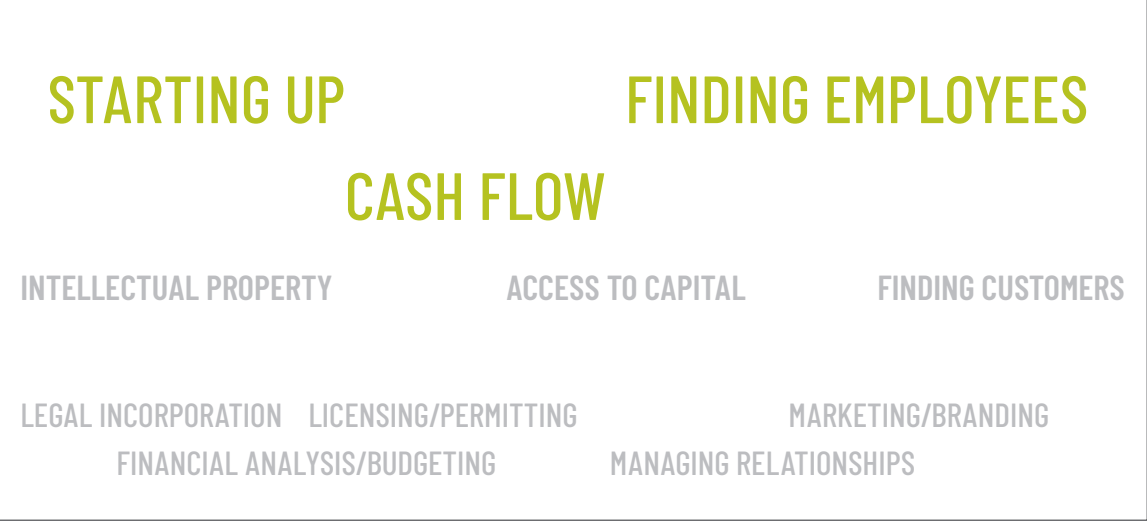 STARTING UP FINDING EMPLOYEES
CASH FLOW
INTELLECTUAL PROPERTY ACCESS TO CAPITAL FINDING CUSTOMERS
LEGAL INCORPORATION LICENSING/PERMITTING MARKETING/BRANDING
FINANCIAL ANALYSIS/BUDGETING MANAGING RELATIONSHIPS